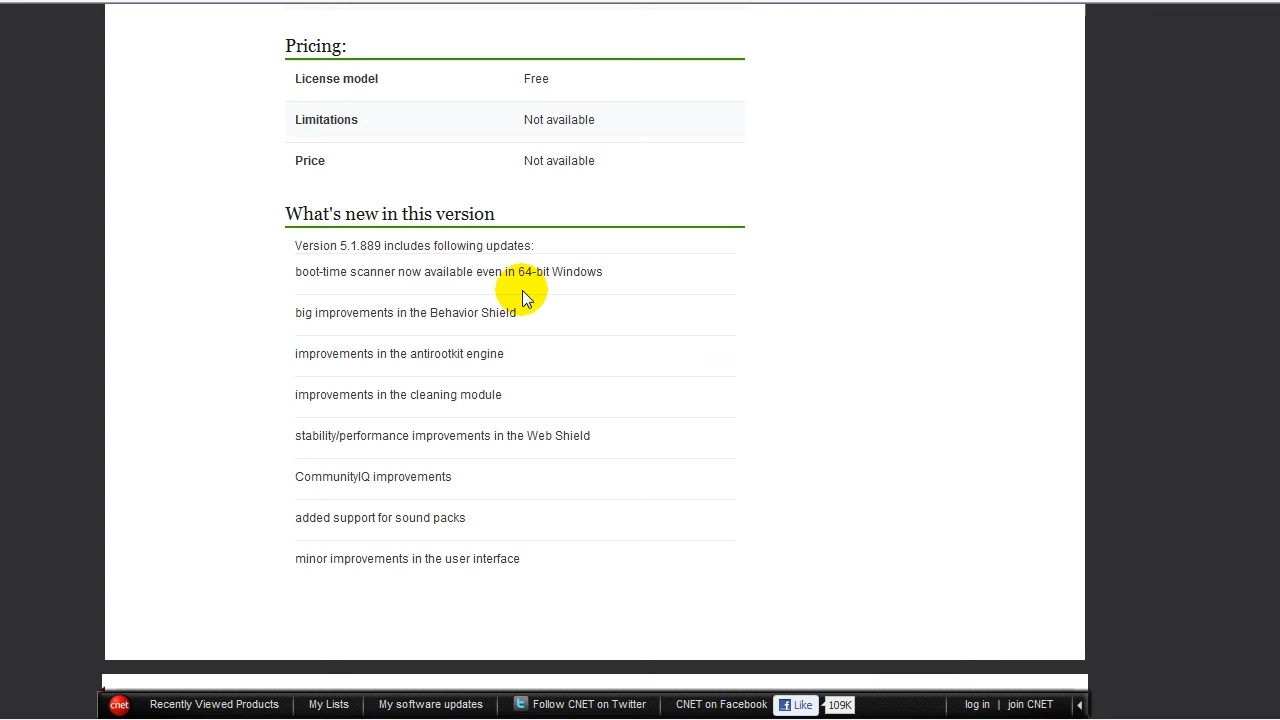 Pricing:
License model Free
Limitations Not available
Price Not available
What's new in this version
Version 5.1.889 includes following updates:
boot-time scanner now available even in 64-bit Windows
big improvements in the Behavior Shield
improvements in the antirootkit engine
improvements in the cleaning module
stability/performance improvements in the Web Shield
CommunityIQ improvements
added support for sound packs
minor improvements in the user interface
cnet Recently Viewed Products My Lists My software updates Follow CNET on Twitter CNET on Facebook Like 109K log in | join CNET